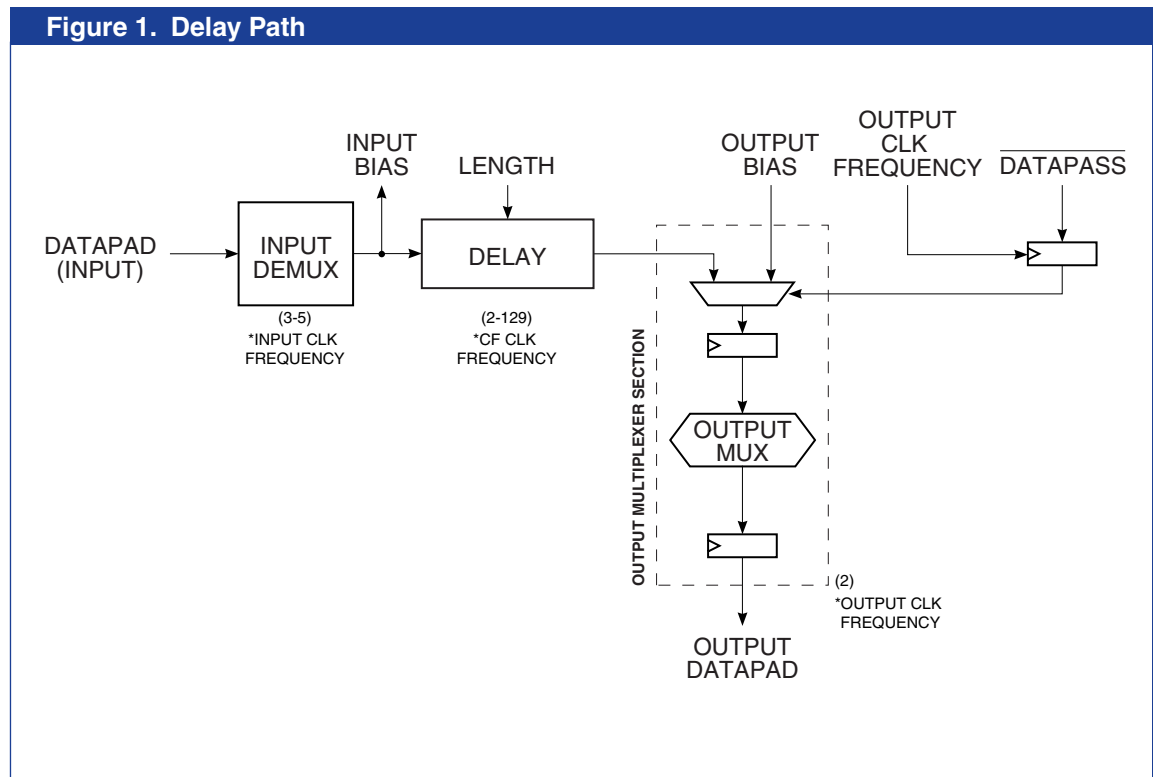 Figure 1. Delay Path
INPUT
BIAS
LENGTH
OUTPUT
BIAS
OUTPUT
CLK
FREQUENCY
DATAPASS
DATAPAD
(INPUT)
INPUT
DEMUX
DELAY
(3-5)
*INPUT CLK
FREQUENCY
(2-129)
*CF CLK
FREQUENCY
OUTPUT MULTIPLEXER SECTION
OUTPUT
MUX
(2)
*OUTPUT CLK
FREQUENCY
OUTPUT
DATAPAD